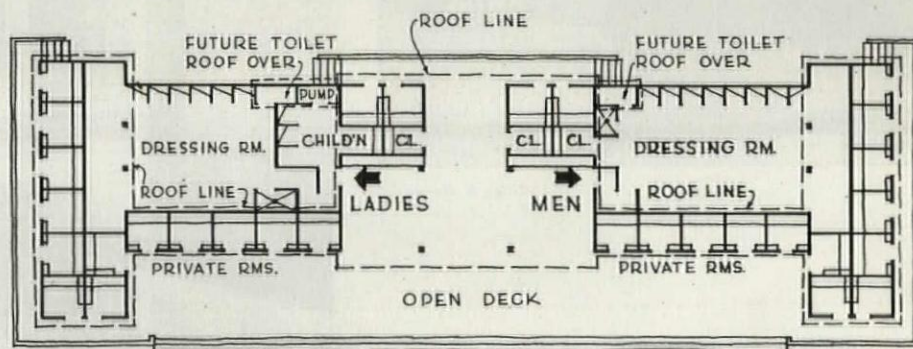 ROOF LINE
FUTURE TOILET
ROOF OVER
FUTURE TOILET
ROOF OVER
PUMP
DRESSING RM.
CHILD'N
CL.
CL.
CL.
DRESSING RM.
ROOF LINE
LADIES
MEN
ROOF LINE
PRIVATE RMS.
PRIVATE RMS.
OPEN DECK